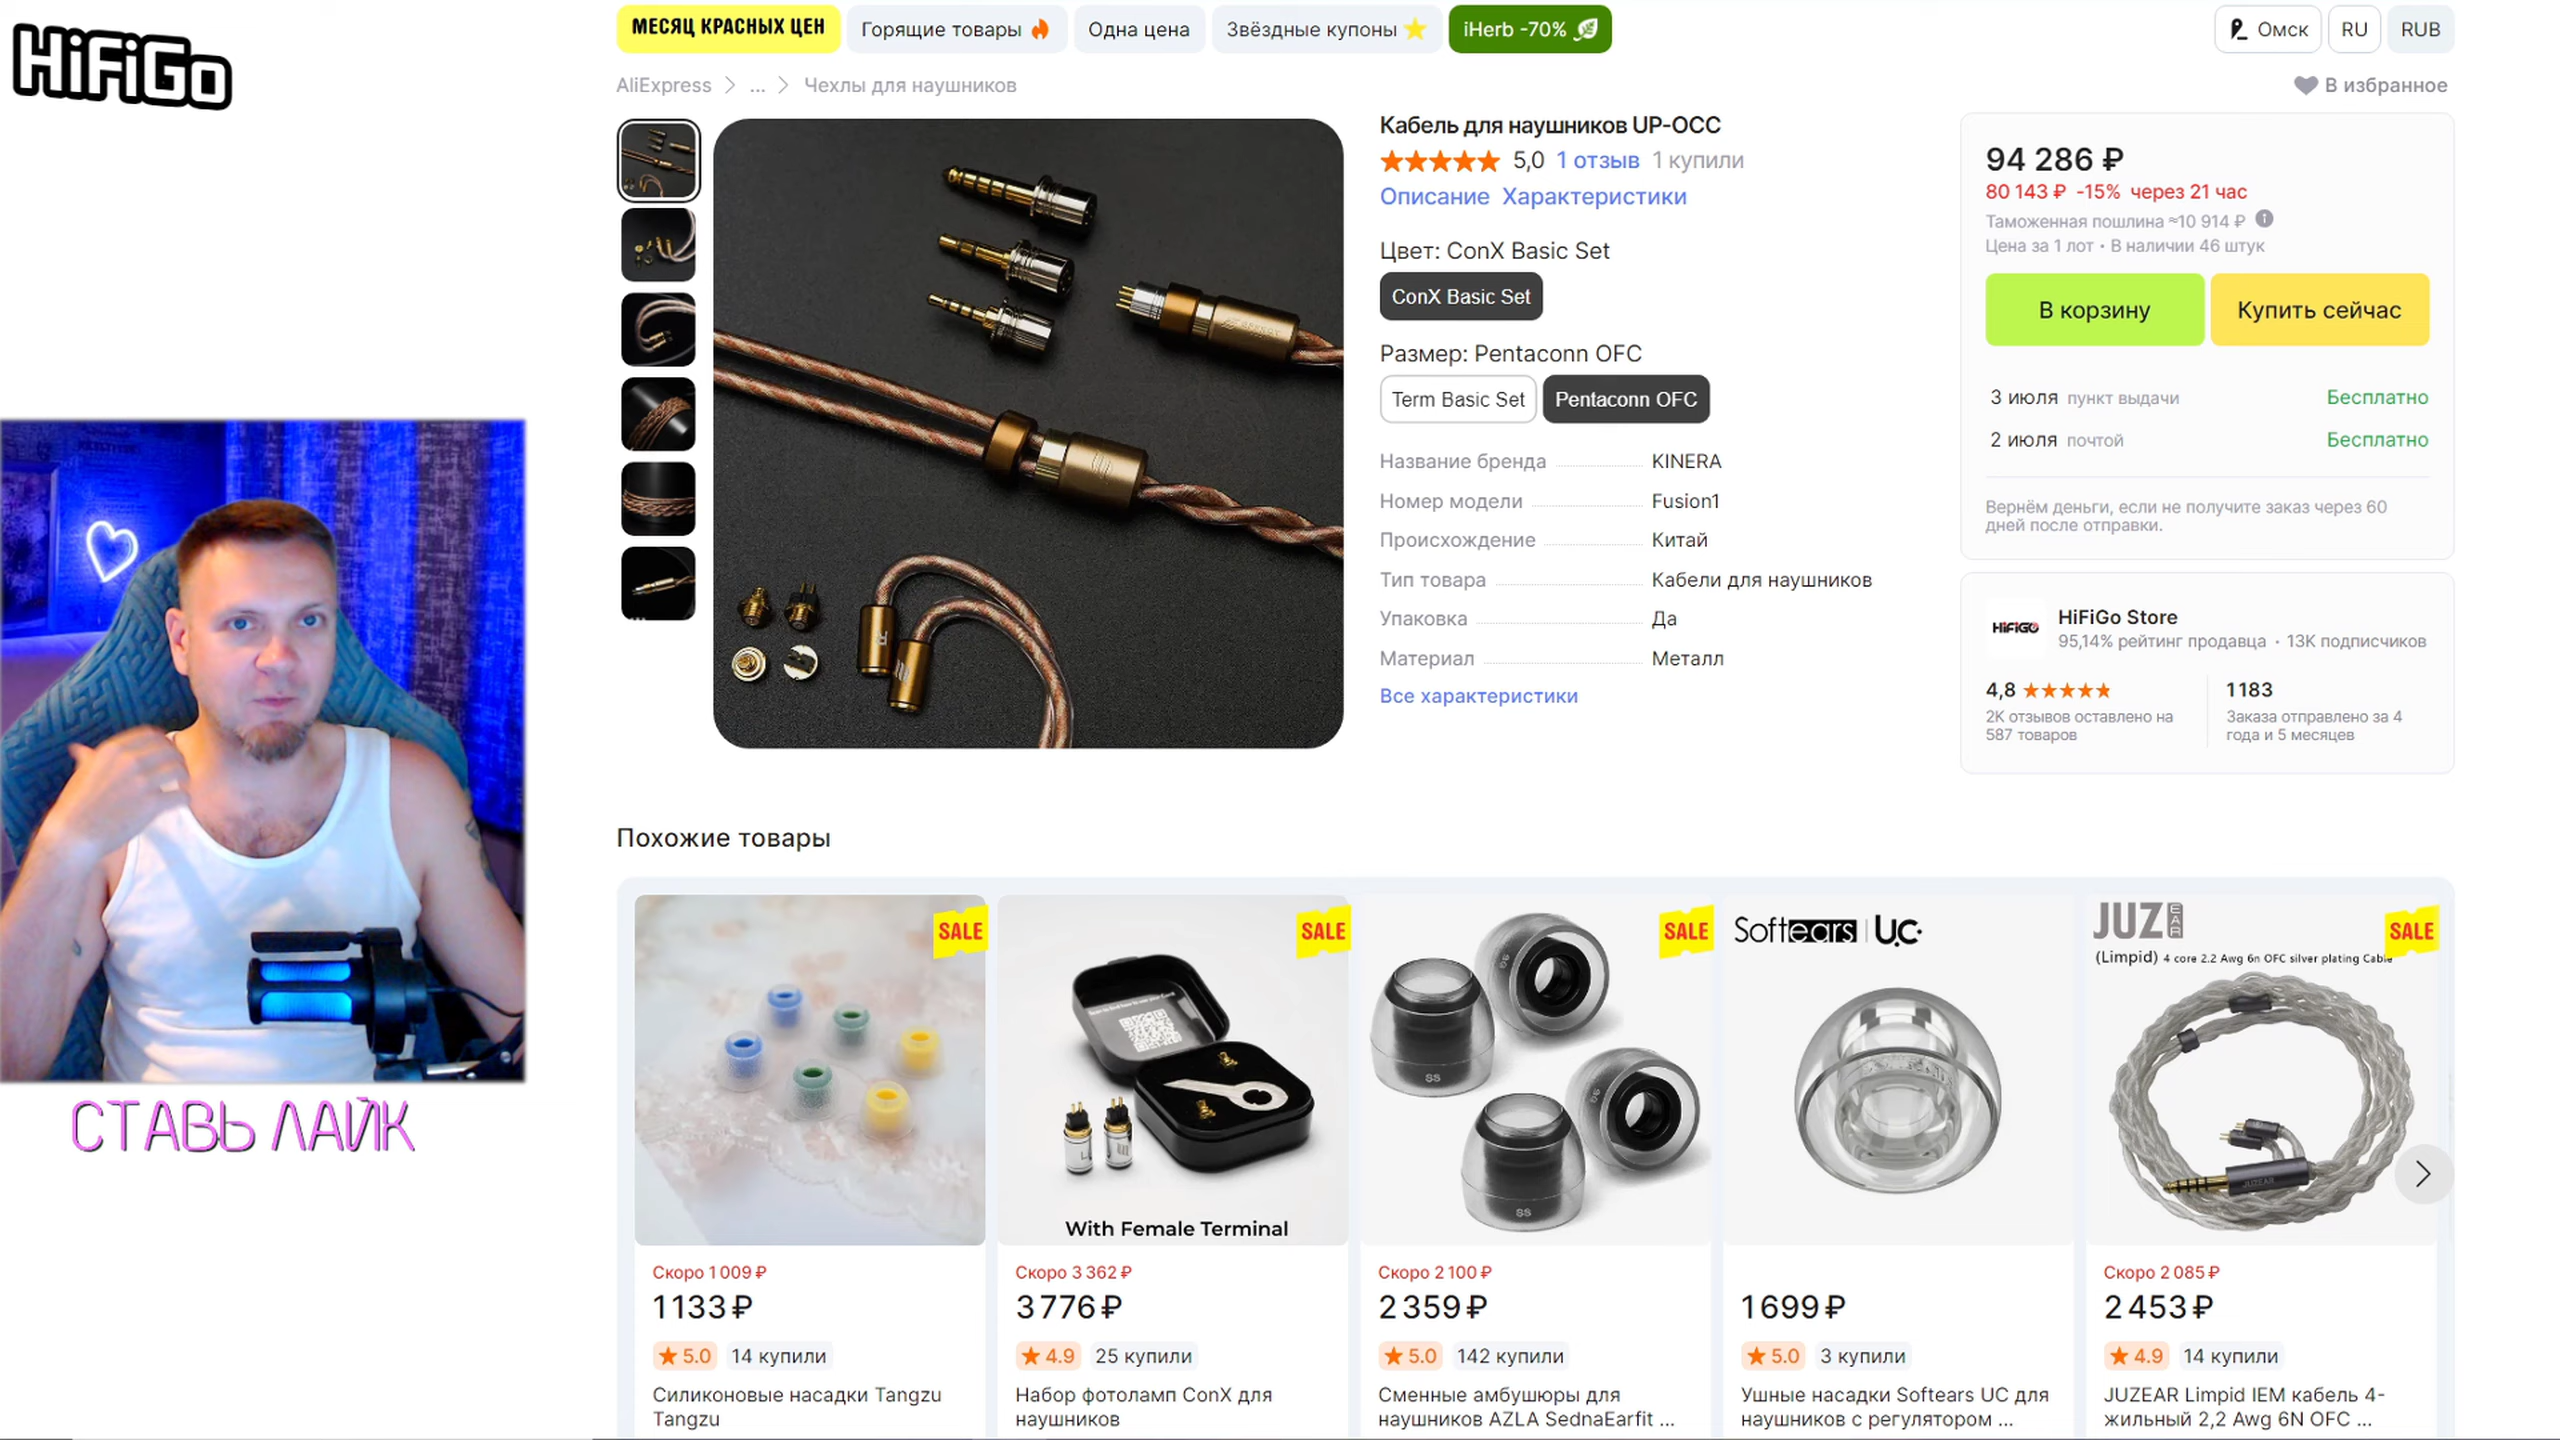 HiFiGo
МЕСЯЦ КРАСНЫХ ЦЕН
Горящие товары
Одна цена
Звёздные купоны
iHerb -70%
Омск
RU
RUB
AliExpress
...
Чехлы для наушников
В избранное
Кабель для наушников UP-OCC
5,0 1 отзыв 1 купили
Описание Характеристики
Цвет: ConX Basic Set
ConX Basic Set
Размер: Pentaconn OFC
Term Basic Set
Pentaconn OFC
Название бренда KINERA
Номер модели Fusion1
Происхождение Китай
Тип товара Кабели для наушников
Упаковка Да
Материал Металл
Все характеристики
94 286 ₽
80 143 ₽ -15% через 21 час
Таможенная пошлина ≈10 914 ₽
Цена за 1 лот • В наличии 46 штук
В корзину
Купить сейчас
3 июля пункт выдачи Бесплатно
2 июля почтой Бесплатно
Вернём деньги, если не получите заказ через 60
дней после отправки.
HiFiGO
HiFiGo Store
95,14% рейтинг продавца • 13K подписчиков
4,8
2K отзывов оставлено на
587 товаров
1183
Заказа отправлено за 4
года и 5 месяцев
СТАВЬ ЛАЙК
Похожие товары
SALE
Скоро 1 009 ₽
1 133 ₽
5.0 14 купили
Силиконовые насадки Tangzu
Tangzu
SALE
With Female Terminal
Скоро 3 362 ₽
3 776 ₽
4.9 25 купили
Набор фотоламп ConX для
наушников
SALE
SS
SS
Скоро 2 100 ₽
2 359 ₽
5.0 142 купили
Сменные амбушюры для
наушников AZLA SednaEarfit ...
Softears U.C.
1 699 ₽
5.0 3 купили
Ушные насадки Softears UC для
наушников с регулятором ...
JUZEAR
SALE
(Limpid) 4 core 2.2 Awg 6n OFC silver plating Cable
JUZEAR
Скоро 2 085 ₽
2 453 ₽
4.9 14 купили
JUZEAR Limpid IEM кабель 4-
жильный 2,2 Awg 6N OFC ...